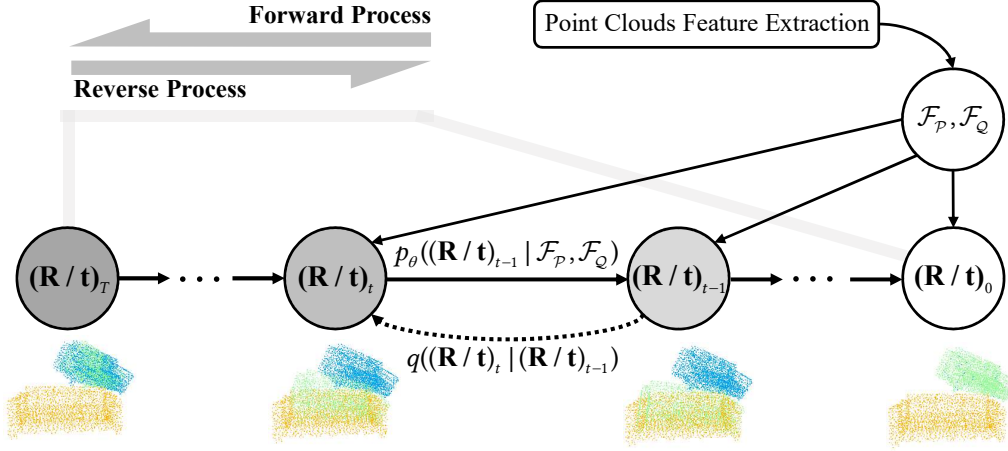 Forward Process
Point Clouds Feature Extraction
Reverse Process
𝓕_𝒫, 𝓕_𝒬
(R / t)_T
· · ·
(R / t)_t
p_θ((R / t)_{t−1} | 𝓕_𝒫, 𝓕_𝒬)
(R / t)_{t−1}
· · ·
(R / t)_0
q((R / t)_t | (R / t)_{t−1})